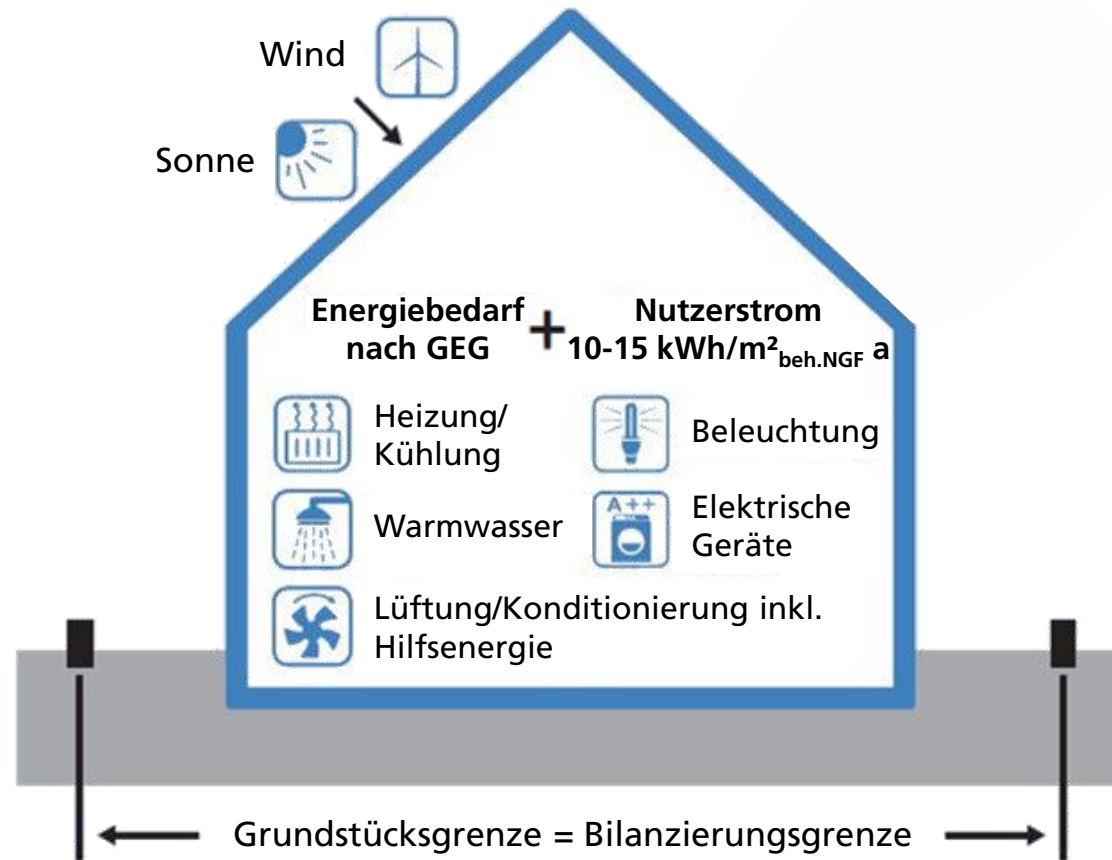 Wind
Sonne
Energiebedarf
nach GEG
+
Nutzerstrom
10-15 kWh/m²beh.NGF a
Heizung/
Kühlung
Beleuchtung
Warmwasser
A++
Elektrische
Geräte
Lüftung/Konditionierung inkl.
Hilfsenergie
Grundstücksgrenze = Bilanzierungsgrenze